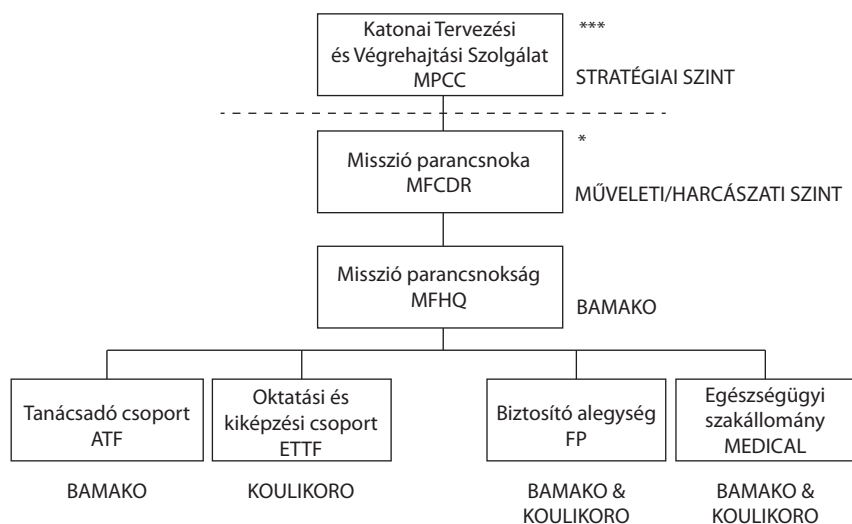 Katonai Tervezési
és Végrehajtási Szolgálat
MPCC
***
STRATÉGIAI SZINT
Misszió parancsnoka
MFCDR
*
MŰVELETI/HARCÁSZATI SZINT
Misszió parancsnokság
MFHQ
BAMAKO
Tanácsadó csoport
ATF
BAMAKO
Oktatási és
kiképzési csoport
ETTF
KOULIKORO
Biztosító alegység
FP
BAMAKO &
KOULIKORO
Egészségügyi
szakállomány
MEDICAL
BAMAKO &
KOULIKORO